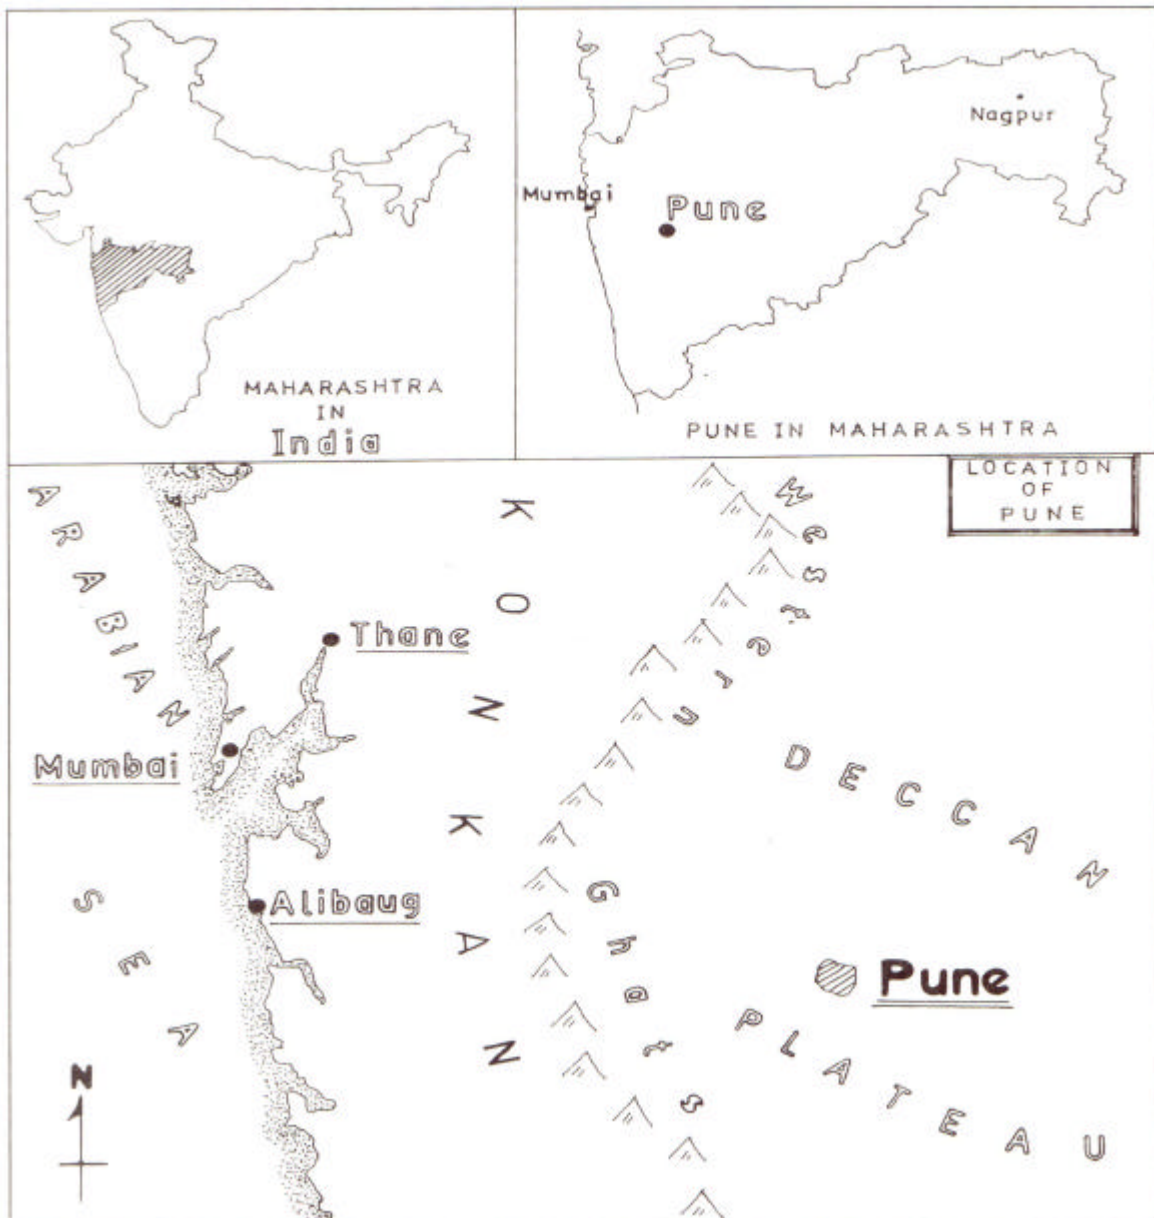 MAHARASHTRA
IN
India
Nagpur
Mumbai
Pune
PUNE IN MAHARASHTRA
LOCATION
OF
PUNE
ARABIAN
SEA
KONKAN
Western
Ghats
DECCAN
PLATEAU
Thane
Mumbai
Alibaug
Pune
N